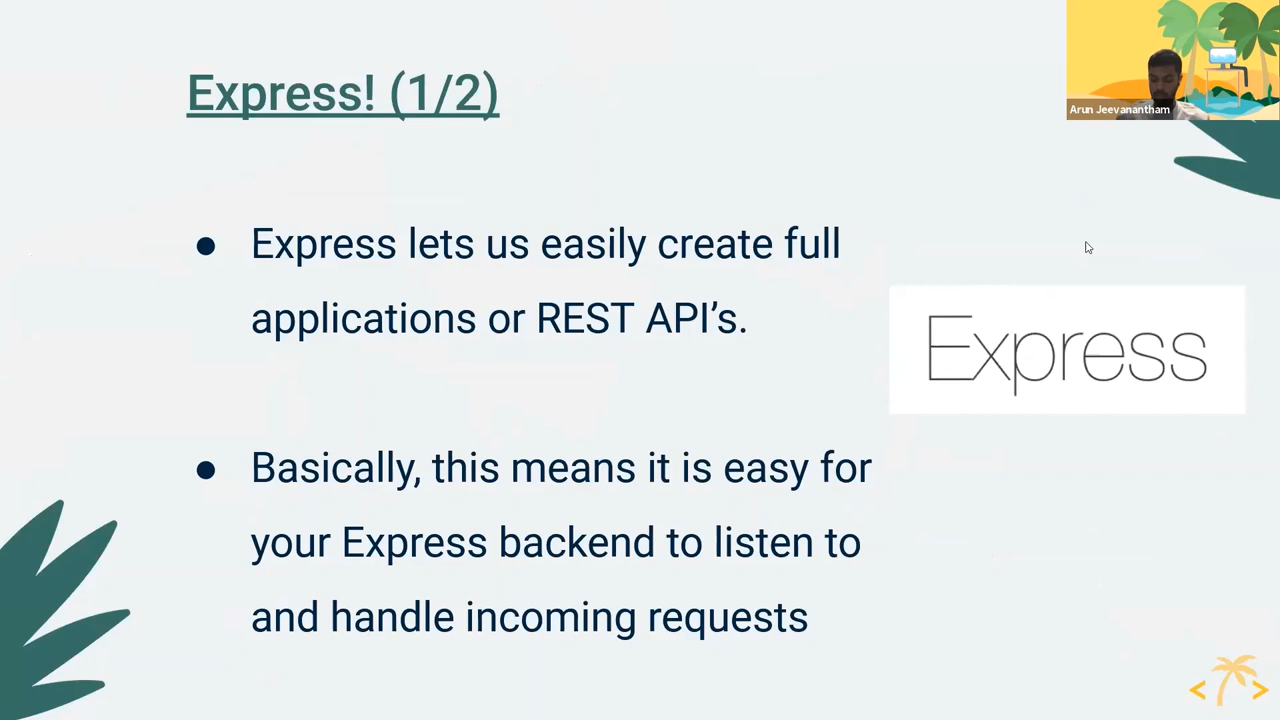 Express! (1/2)
Arun Jeevanantham
● Express lets us easily create full
applications or REST API’s.
Express
● Basically, this means it is easy for
your Express backend to listen to
and handle incoming requests
< >